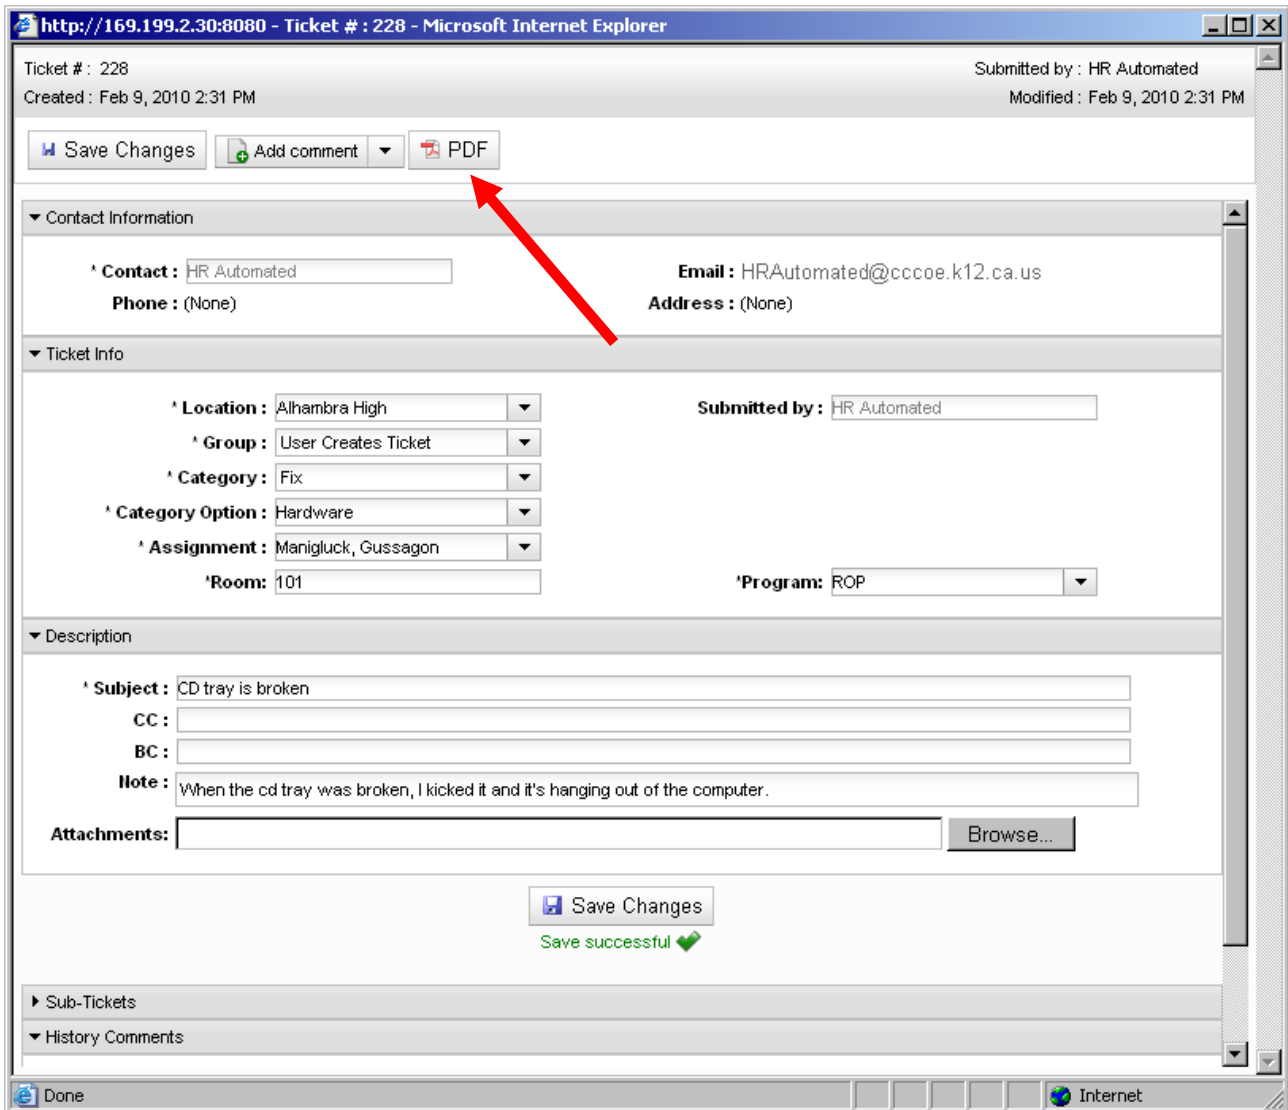 http://169.199.2.30:8080 - Ticket # : 228 - Microsoft Internet Explorer
Ticket # : 228 Submitted by : HR Automated
Created : Feb 9, 2010 2:31 PM Modified : Feb 9, 2010 2:31 PM
Save Changes Add comment PDF
Contact Information
* Contact : HR Automated Email : HRAutomated@cccoe.k12.ca.us
Phone : (None) Address : (None)
Ticket Info
* Location : Alhambra High Submitted by : HR Automated
* Group : User Creates Ticket
* Category : Fix
* Category Option : Hardware
* Assignment : Manigluck, Gussagon
*Room: 101 *Program: ROP
Description
* Subject : CD tray is broken
CC :
BC :
Note : When the cd tray was broken, I kicked it and it's hanging out of the computer.
Attachments: Browse...
Save Changes
Save successful
Sub-Tickets
History Comments
Done Internet